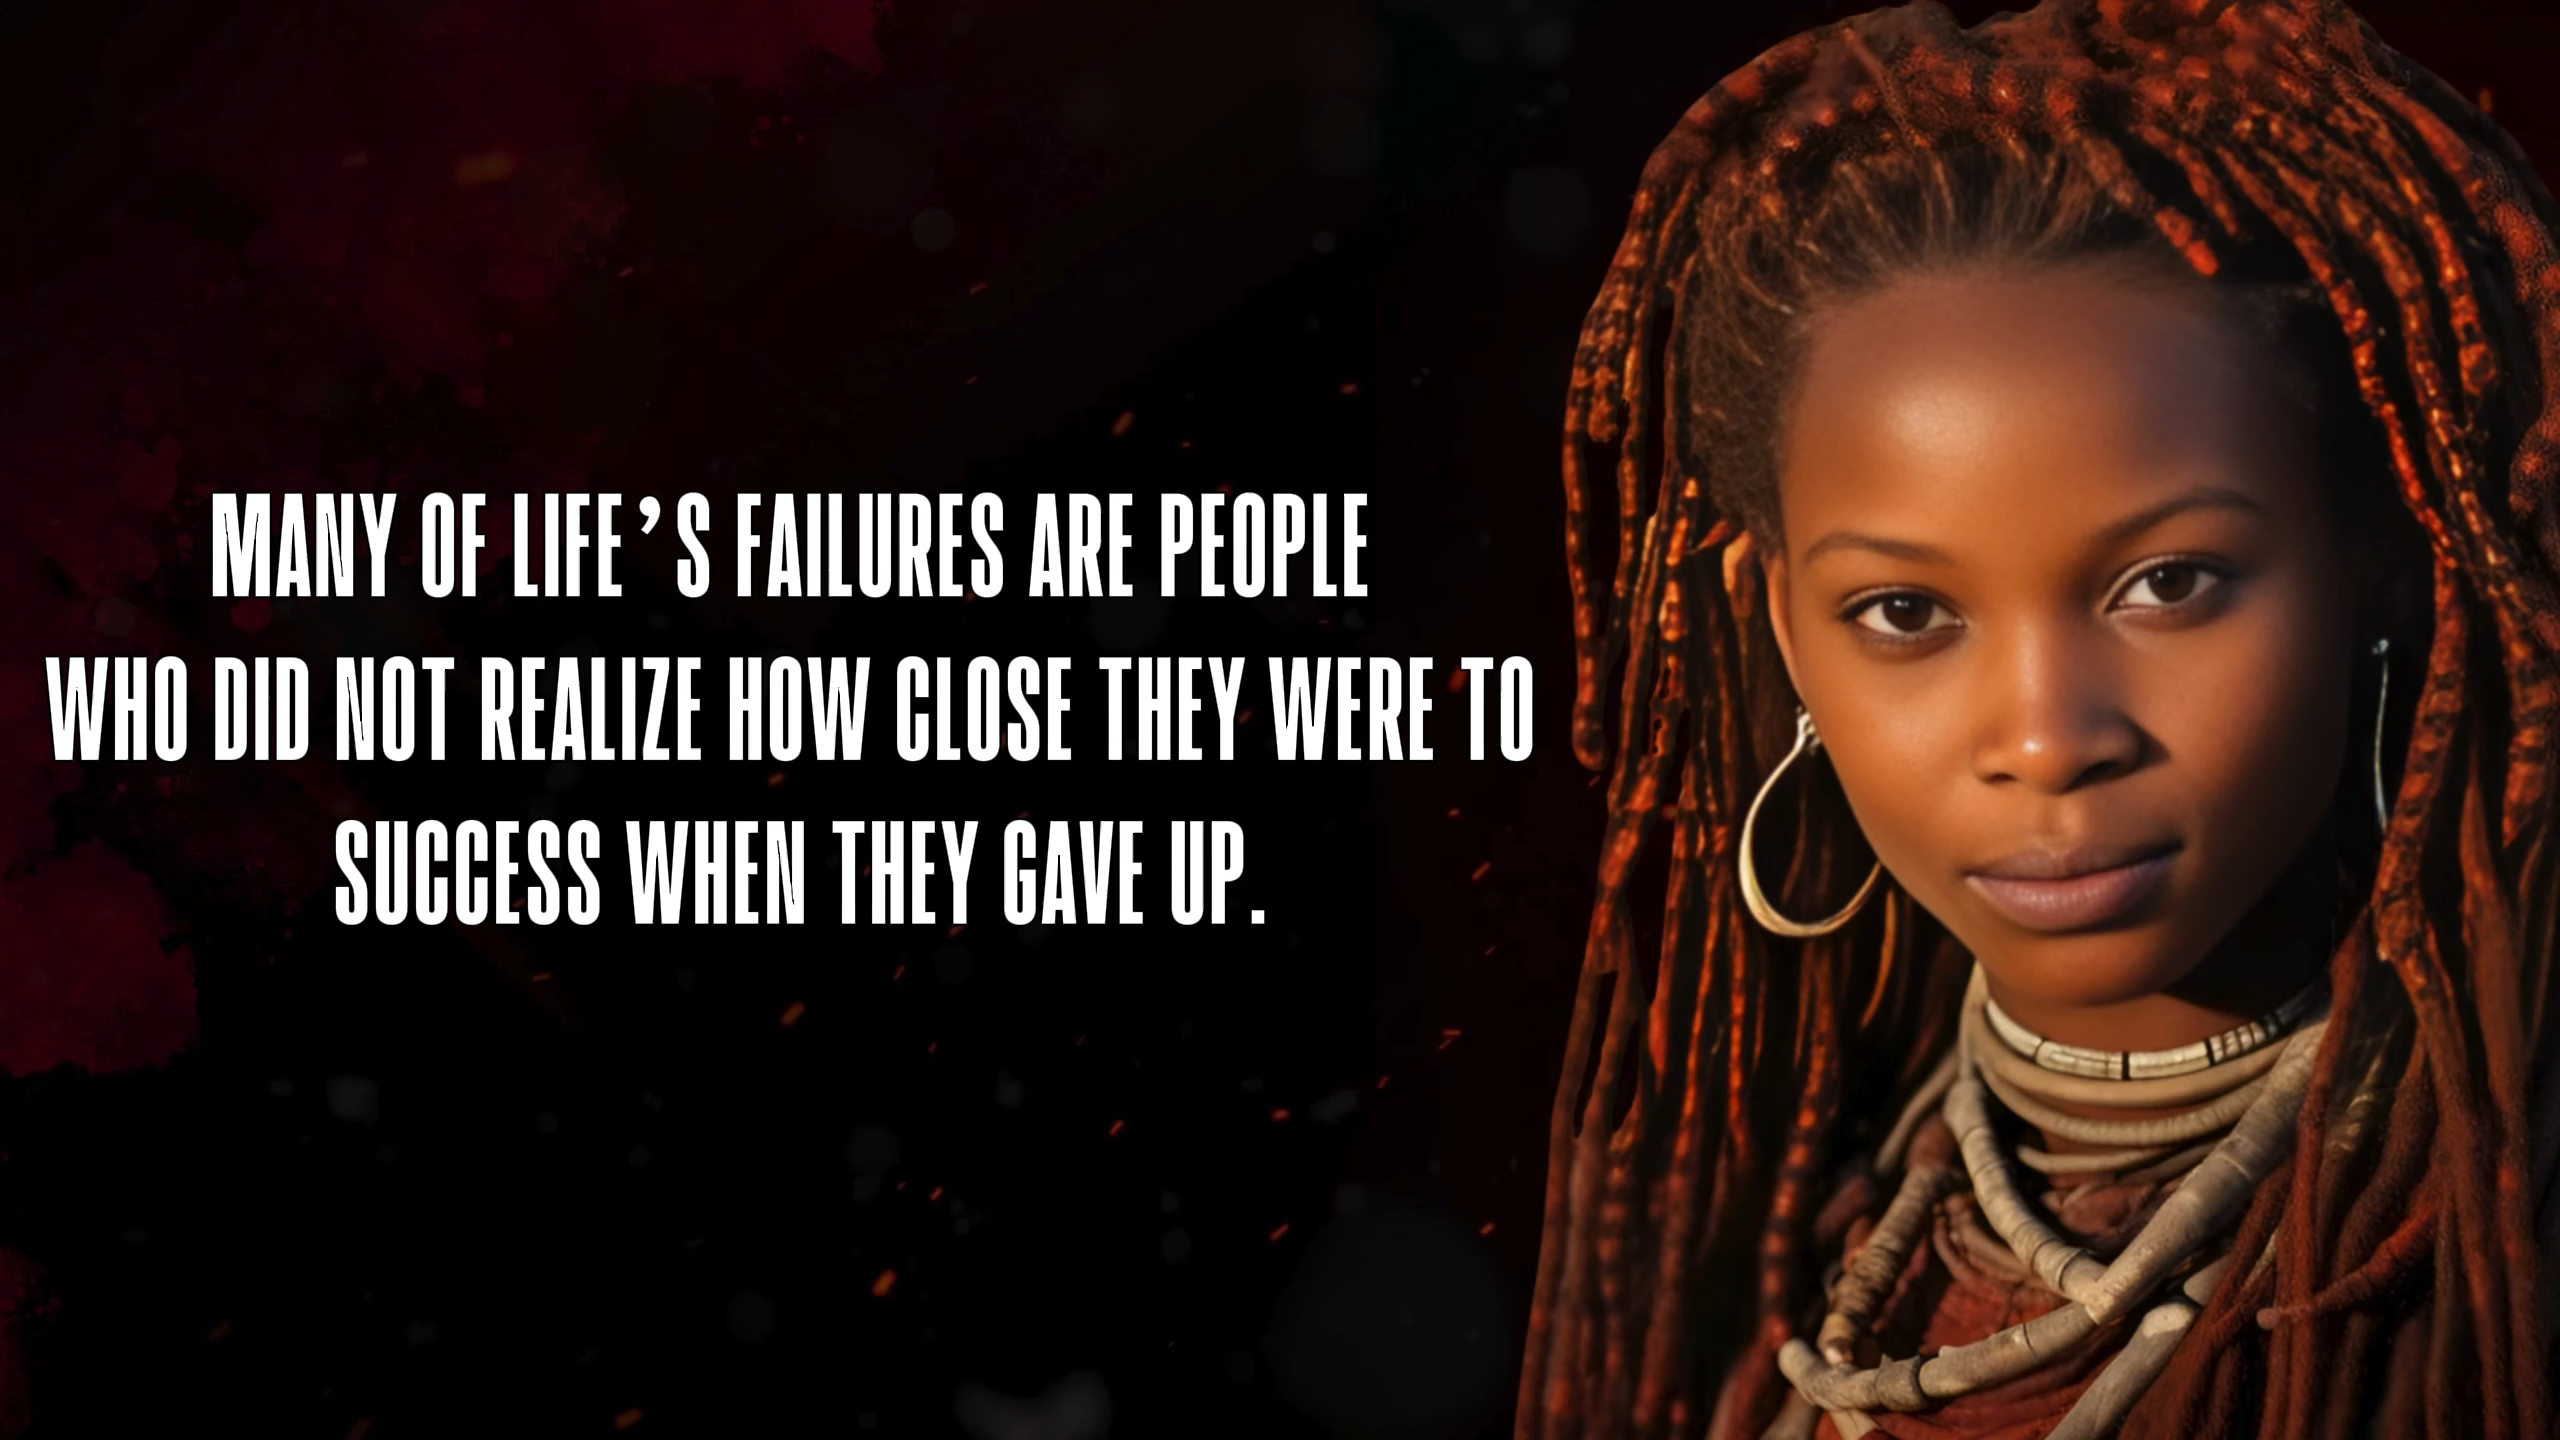 MANY OF LIFE’S FAILURES ARE PEOPLE
WHO DID NOT REALIZE HOW CLOSE THEY WERE TO
SUCCESS WHEN THEY GAVE UP.